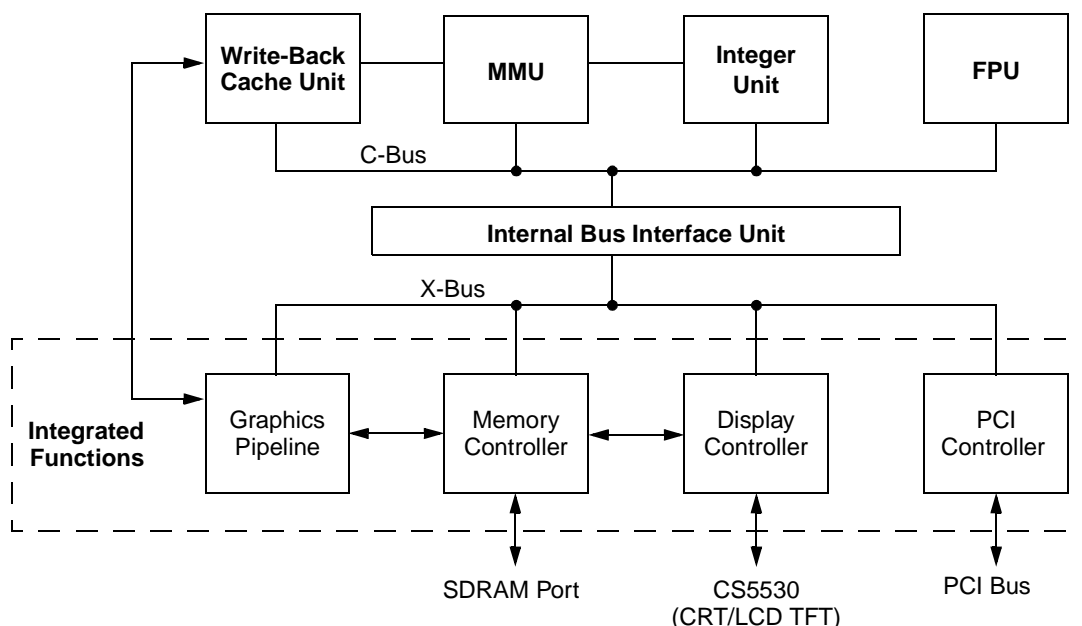 Write-Back
Cache Unit
MMU
Integer
Unit
FPU
C-Bus
Internal Bus Interface Unit
X-Bus
Integrated
Functions
Graphics
Pipeline
Memory
Controller
Display
Controller
PCI
Controller
SDRAM Port
CS5530
(CRT/LCD TFT)
PCI Bus